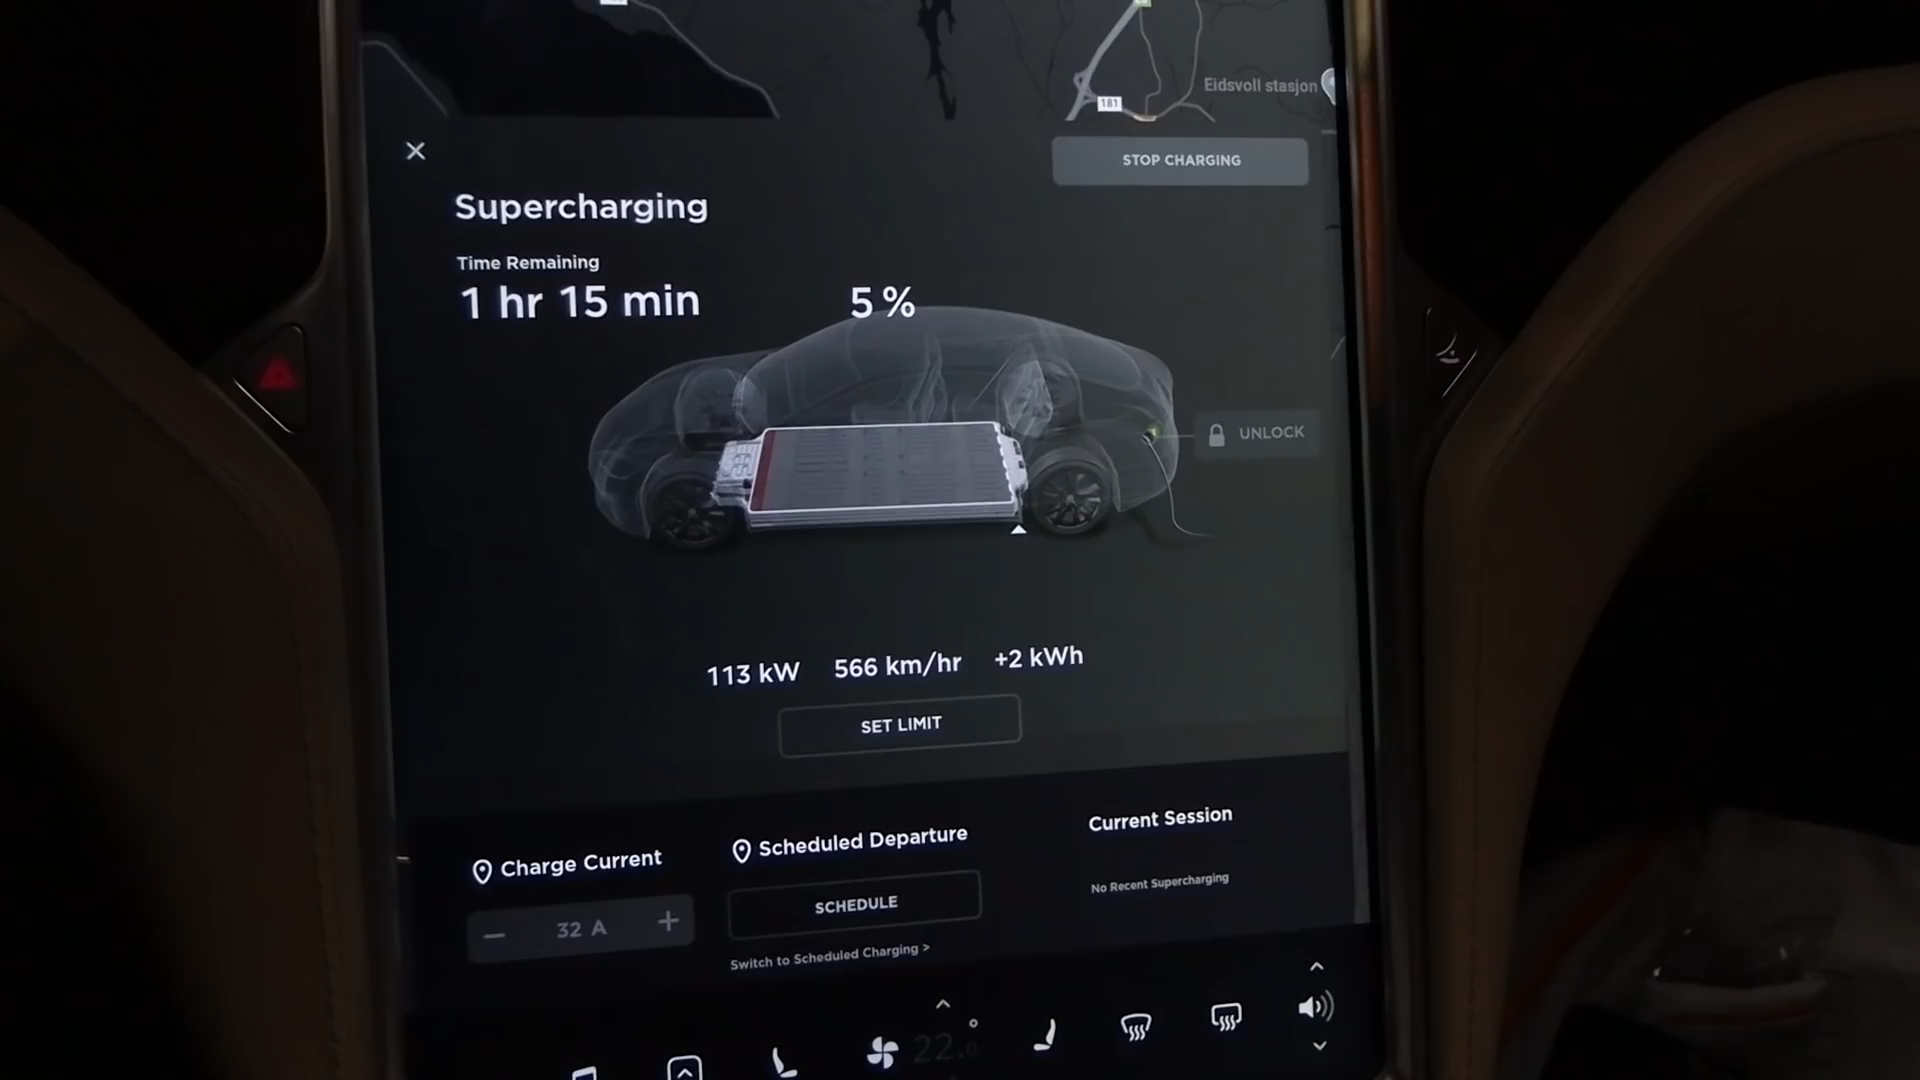 Eidsvoll stasjon
181
STOP CHARGING
Supercharging
Time Remaining
1 hr 15 min
5 %
UNLOCK
113 kW 566 km/hr +2 kWh
SET LIMIT
Charge Current
32 A
Scheduled Departure
SCHEDULE
Switch to Scheduled Charging >
Current Session
No Recent Supercharging